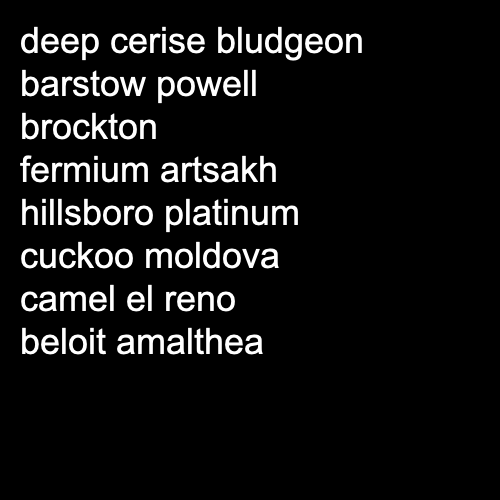 deep cerise bludgeon
barstow powell
brockton
fermium artsakh
hillsboro platinum
cuckoo moldova
camel el reno
beloit amalthea